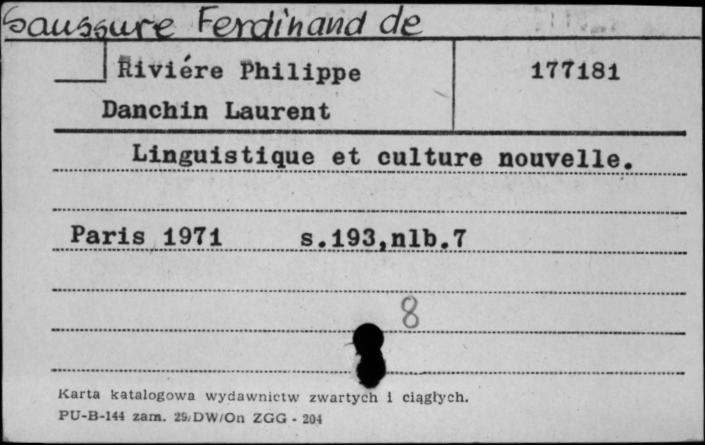 Saussure Ferdinand de
Riviére Philippe 177181
Danchin Laurent
Linguistique et culture nouvelle.
Paris 1971 s.193,nlb.7
8
Karta katalogowa wydawnictw zwartych i ciągłych.
PU-B-144 zam. 29/DW/On ZGG - 204